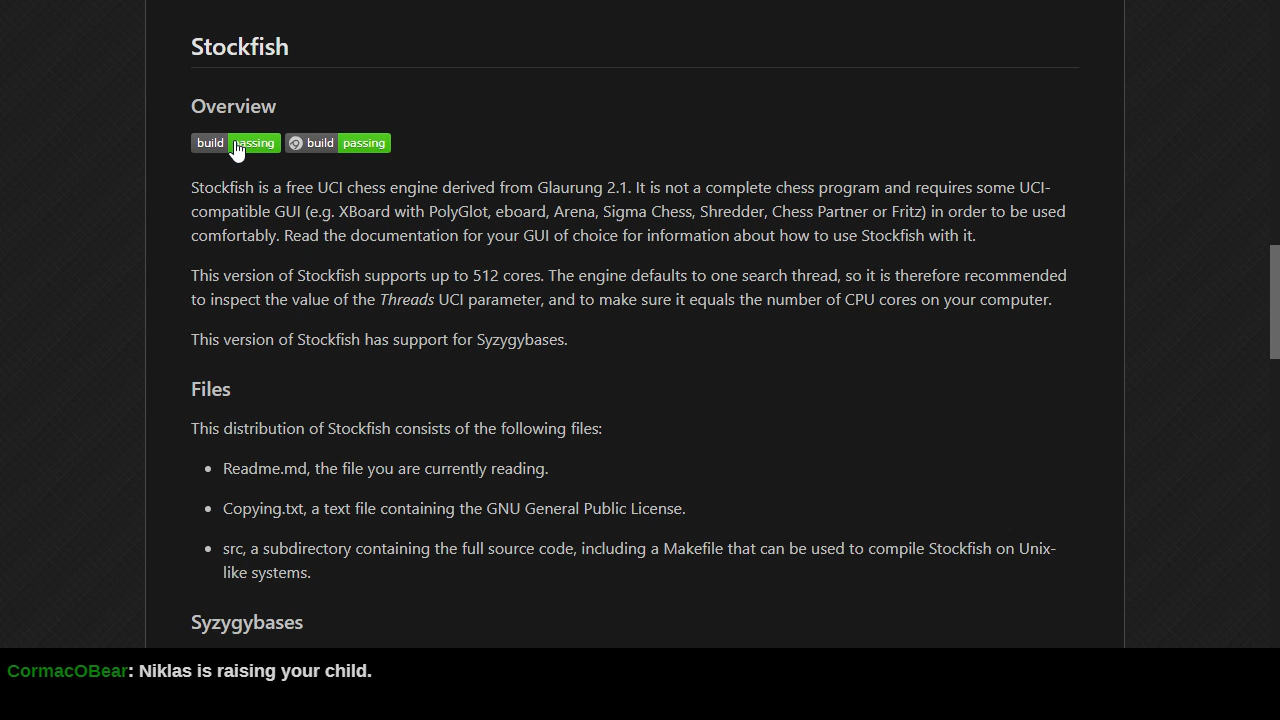 Stockfish
Overview
build passing build passing
Stockfish is a free UCI chess engine derived from Glaurung 2.1. It is not a complete chess program and requires some UCI-
compatible GUI (e.g. XBoard with PolyGlot, eboard, Arena, Sigma Chess, Shredder, Chess Partner or Fritz) in order to be used
comfortably. Read the documentation for your GUI of choice for information about how to use Stockfish with it.
This version of Stockfish supports up to 512 cores. The engine defaults to one search thread, so it is therefore recommended
to inspect the value of the Threads UCI parameter, and to make sure it equals the number of CPU cores on your computer.
This version of Stockfish has support for Syzygybases.
Files
This distribution of Stockfish consists of the following files:
• Readme.md, the file you are currently reading.
• Copying.txt, a text file containing the GNU General Public License.
• src, a subdirectory containing the full source code, including a Makefile that can be used to compile Stockfish on Unix-
like systems.
Syzygybases
CormacOBear: Niklas is raising your child.